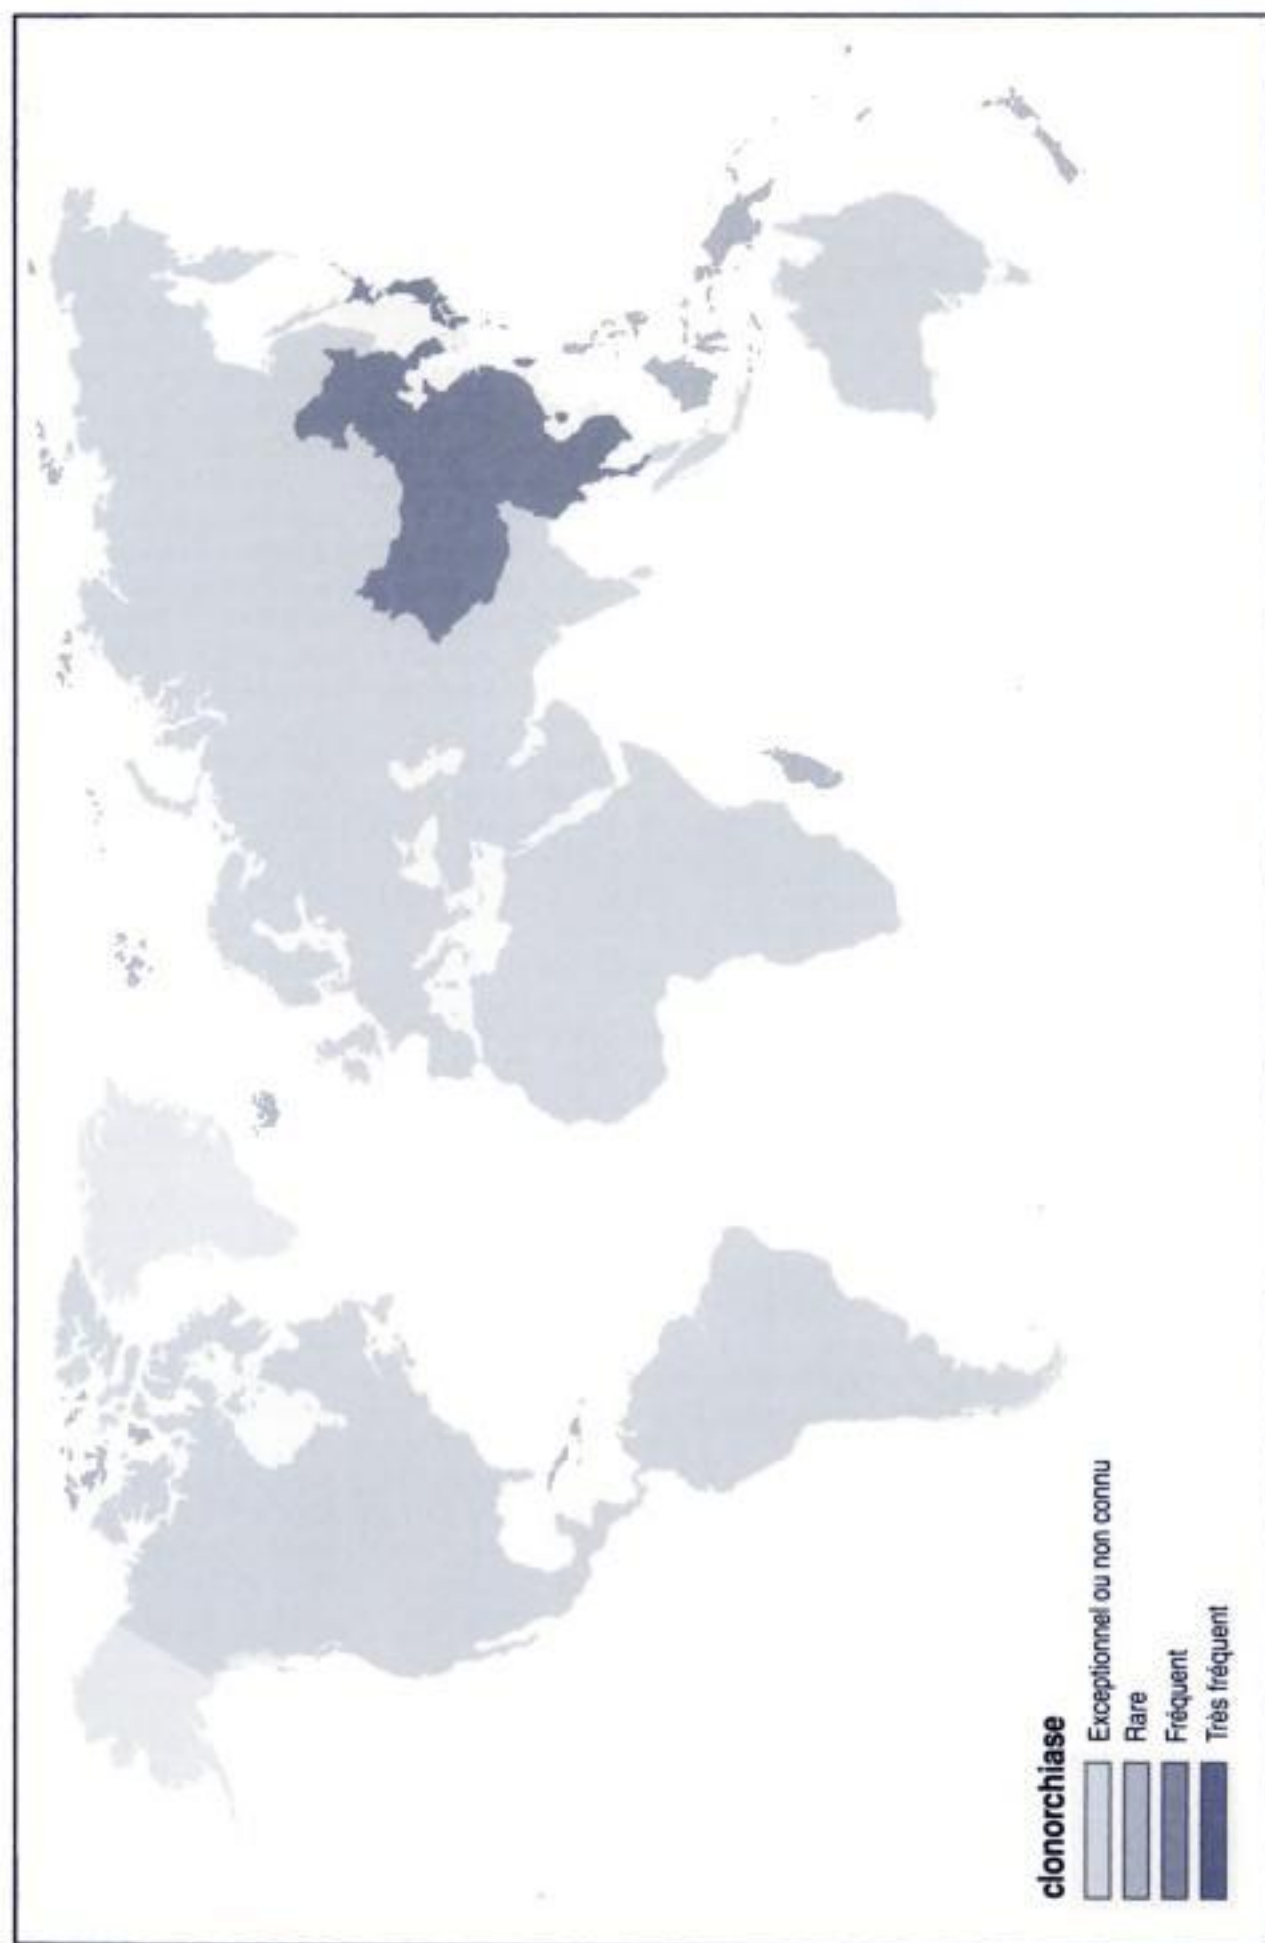 clonorchiase
Exceptionnel ou non connu
Rare
Fréquent
Très fréquent